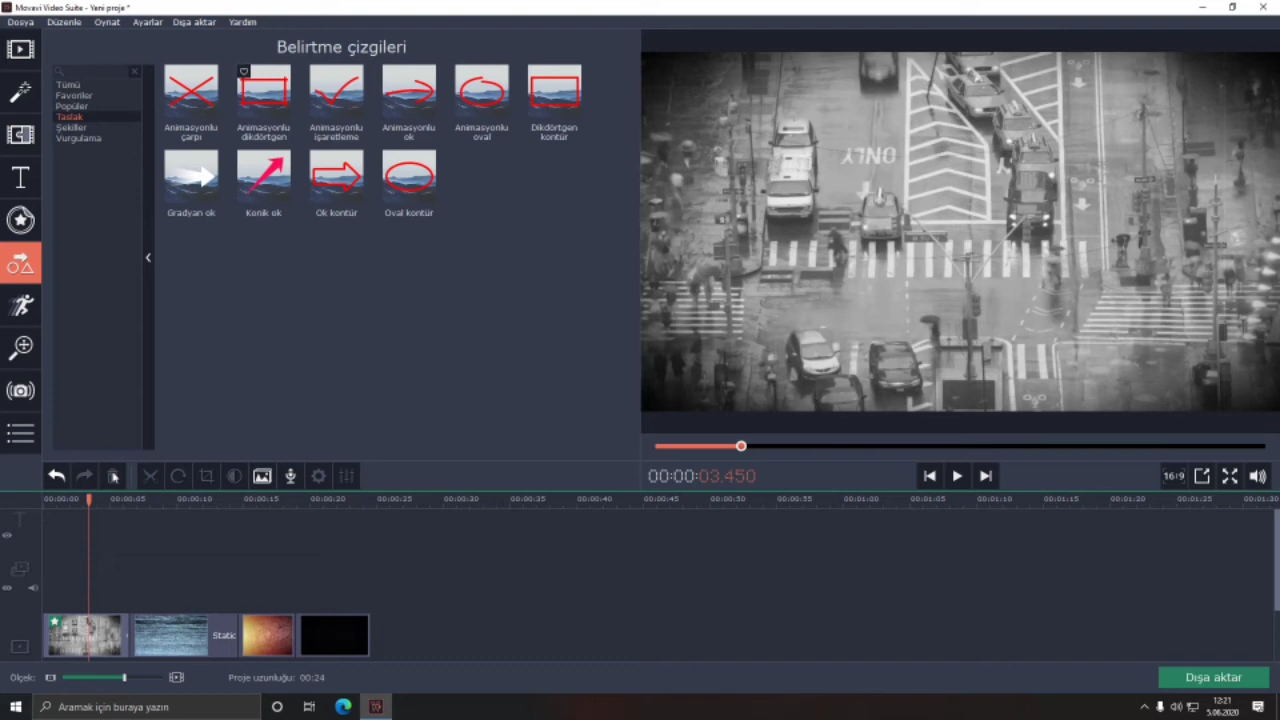 Movavi Video Suite - Yeni proje *
Dosya Düzenle Oynat Ayarlar Dışa aktar Yardım
Belirtme çizgileri
Tümü
Favoriler
Popüler
Taslak
Şekiller
Vurgulama
Animasyonlu çarpı
Animasyonlu dikdörtgen
Animasyonlu işaretleme
Animasyonlu ok
Animasyonlu oval
Dikdörtgen kontür
Gradyan ok
Konik ok
Ok kontür
Oval kontür
ONLY
00:00:03.450
16:9
00:00:00 00:00:05 00:00:10 00:00:15 00:00:20 00:00:25 00:00:30 00:00:35 00:00:40 00:00:45 00:00:50 00:00:55 00:01:00 00:01:05 00:01:10 00:01:15 00:01:20 00:01:25 00:01:30
Static
Ölçek:
Proje uzunluğu: 00:24
Dışa aktar
Aramak için buraya yazın
12:21
5.06.2020